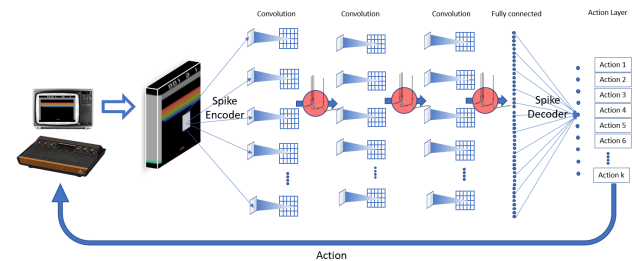 Convolution
Convolution
Convolution
Fully connected
Action Layer
Spike
Encoder
Spike
Decoder
Action 1
Action 2
Action 3
Action 4
Action 5
Action 6
Action k
Action